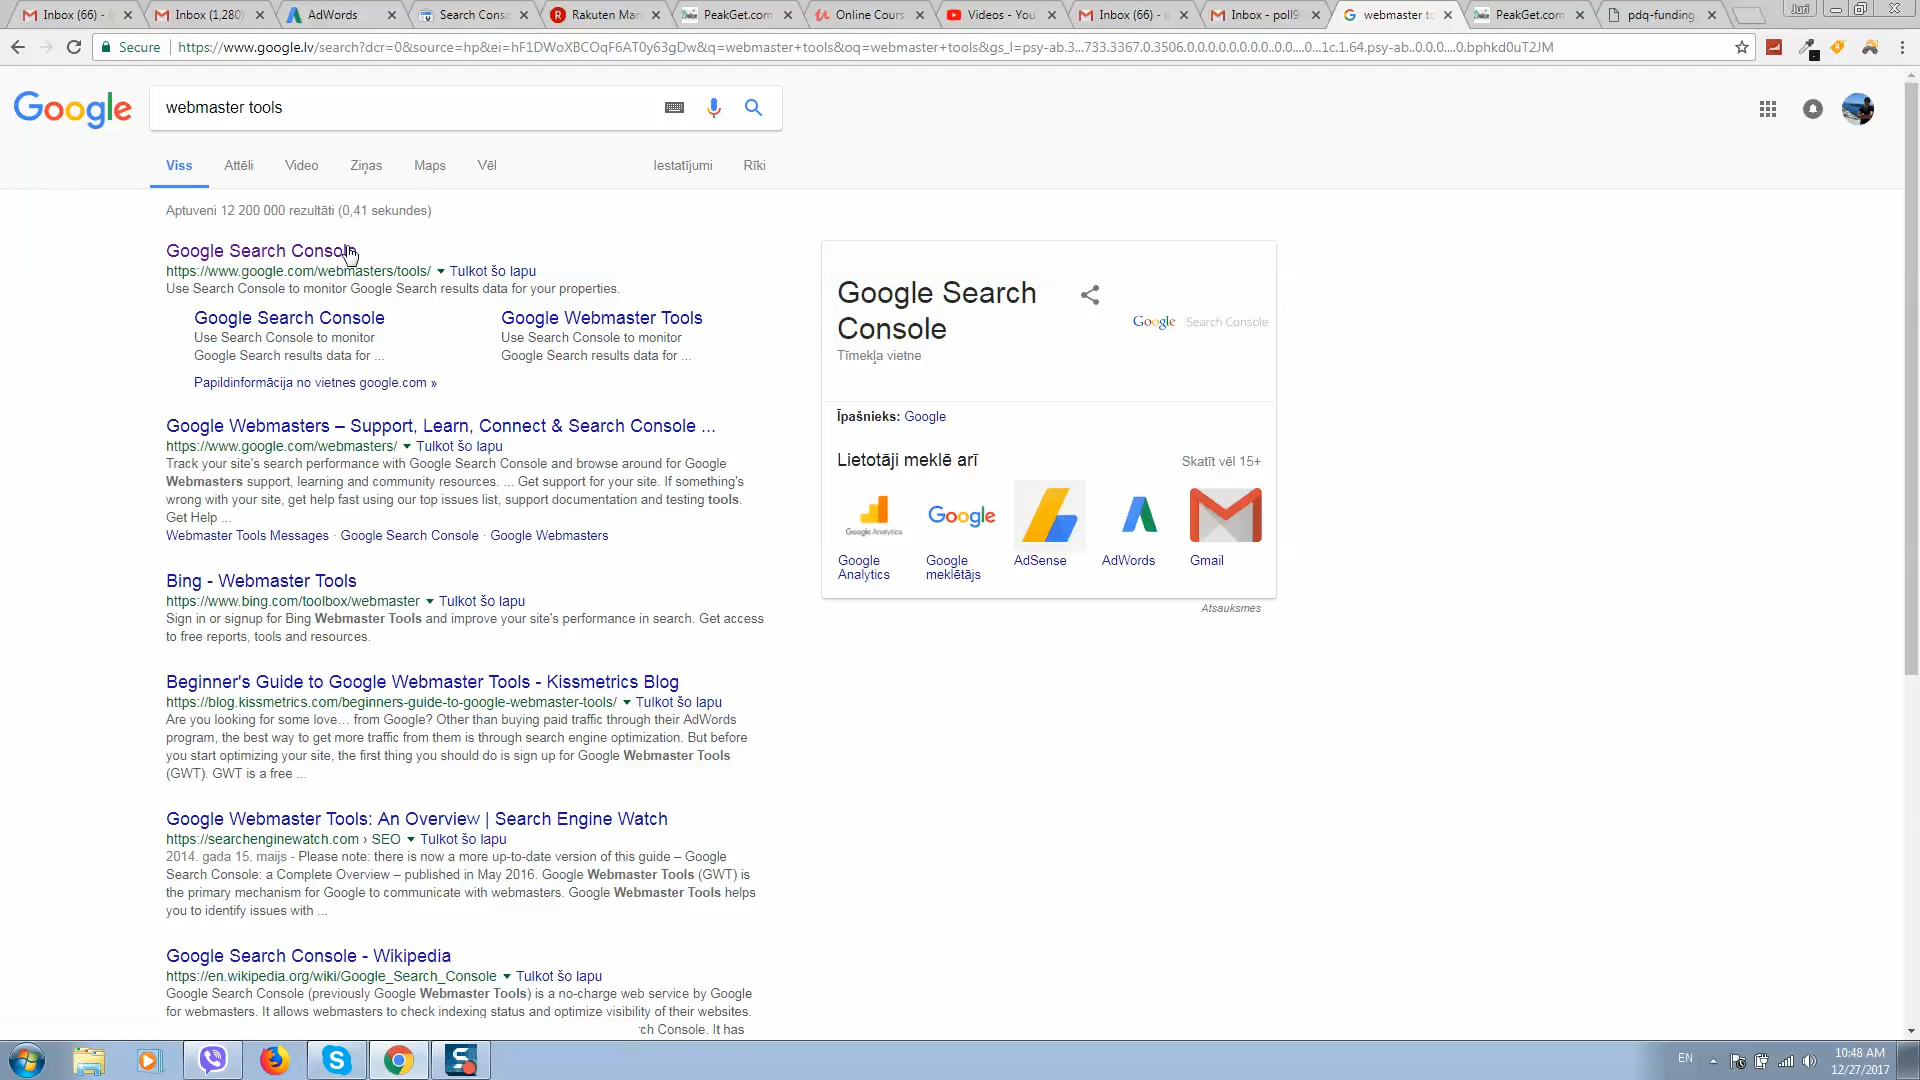 Inbox (66) - i
Inbox (1,280)
AdWords
Search Cons
Rakuten Mar
PeakGet.com
Online Cours
Videos - You
Inbox (66) - i
Inbox - poll9
webmaster to
PeakGet.com
pdq-funding
Juri
Secure
https://www.google.lv/search?dcr=0&source=hp&ei=hF1DWoXBCOqF6AT0y63gDw&q=webmaster+tools&oq=webmaster+tools&gs_l=psy-ab.3...733.3367.0.3506.0.0.0.0.0.0.0.0..0.0....0...1c.1.64.psy-ab..0.0.0....0.bphkd0uT2JM
Google
webmaster tools
Viss
Attēli
Video
Ziņas
Maps
Vēl
Iestatījumi
Rīki
Aptuveni 12 200 000 rezultāti (0,41 sekundes)
Google Search Console
https://www.google.com/webmasters/tools/ Tulkot šo lapu
Use Search Console to monitor Google Search results data for your properties.
Google Search Console
Use Search Console to monitor
Google Search results data for ...
Google Webmaster Tools
Use Search Console to monitor
Google Search results data for ...
Papildinformācija no vietnes google.com »
Google Webmasters – Support, Learn, Connect & Search Console ...
https://www.google.com/webmasters/ Tulkot šo lapu
Track your site's search performance with Google Search Console and browse around for Google
Webmasters support, learning and community resources. ... Get support for your site. If something's
wrong with your site, get help fast using our top issues list, support documentation and testing tools.
Get Help ...
Webmaster Tools Messages · Google Search Console · Google Webmasters
Bing - Webmaster Tools
https://www.bing.com/toolbox/webmaster Tulkot šo lapu
Sign in or signup for Bing Webmaster Tools and improve your site's performance in search. Get access
to free reports, tools and resources.
Beginner's Guide to Google Webmaster Tools - Kissmetrics Blog
https://blog.kissmetrics.com/beginners-guide-to-google-webmaster-tools/ Tulkot šo lapu
Are you looking for some love… from Google? Other than buying paid traffic through their AdWords
program, the best way to get more traffic from them is through search engine optimization. But before
you start optimizing your site, the first thing you should do is sign up for Google Webmaster Tools
(GWT). GWT is a free ...
Google Webmaster Tools: An Overview | Search Engine Watch
https://searchenginewatch.com › SEO Tulkot šo lapu
2014. gada 15. maijs - Please note: there is now a more up-to-date version of this guide – Google
Search Console: a Complete Overview – published in May 2016. Google Webmaster Tools (GWT) is
the primary mechanism for Google to communicate with webmasters. Google Webmaster Tools helps
you to identify issues with ...
Google Search Console - Wikipedia
https://en.wikipedia.org/wiki/Google_Search_Console Tulkot šo lapu
Google Search Console (previously Google Webmaster Tools) is a no-charge web service by Google
for webmasters. It allows webmasters to check indexing status and optimize visibility of their websites.
rch Console. It has
Google Search
Console
Tīmekļa vietne
Google Search Console
Īpašnieks: Google
Lietotāji meklē arī
Skatīt vēl 15+
Google Analytics
Google
Google
Analytics
Google
meklētājs
AdSense
AdWords
Gmail
Atsauksmes
EN
10:48 AM
12/27/2017